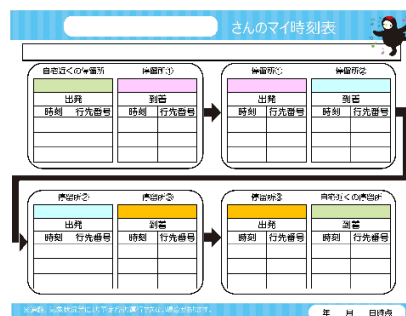 さんのマイ時刻表
自宅近くの停留所 停留所① 停留所① 停留所②
出発 到着 出発 到着
時刻 行先番号 時刻 行先番号 時刻 行先番号 時刻 行先番号
停留所② 停留所③ 停留所③ 自宅近くの停留所
出発 到着 出発 到着
時刻 行先番号 時刻 行先番号 時刻 行先番号 時刻 行先番号
年 月 日時点